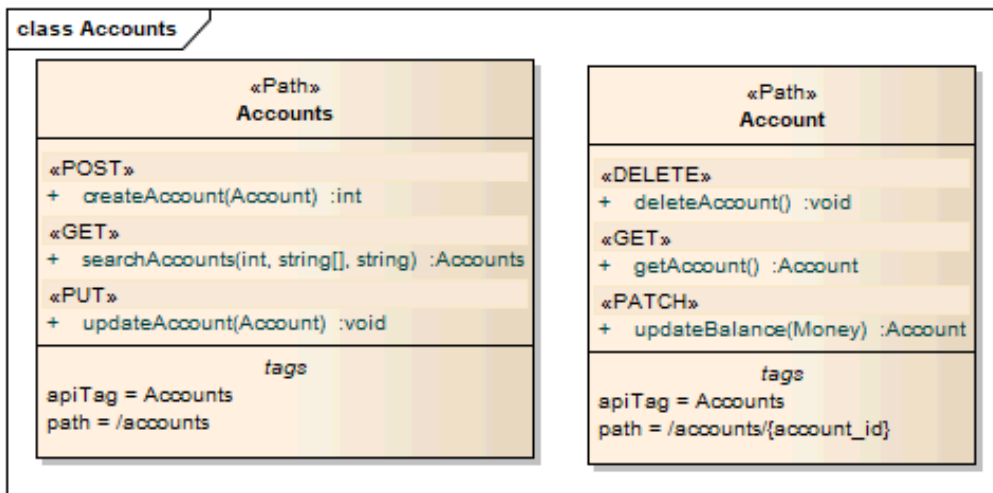 class Accounts
«Path»
Accounts
«POST»
+ createAccount(Account) :int
«GET»
+ searchAccounts(int, string[], string) :Accounts
«PUT»
+ updateAccount(Account) :void
tags
apiTag = Accounts
path = /accounts
«Path»
Account
«DELETE»
+ deleteAccount() :void
«GET»
+ getAccount() :Account
«PATCH»
+ updateBalance(Money) :Account
tags
apiTag = Accounts
path = /accounts/{account_id}